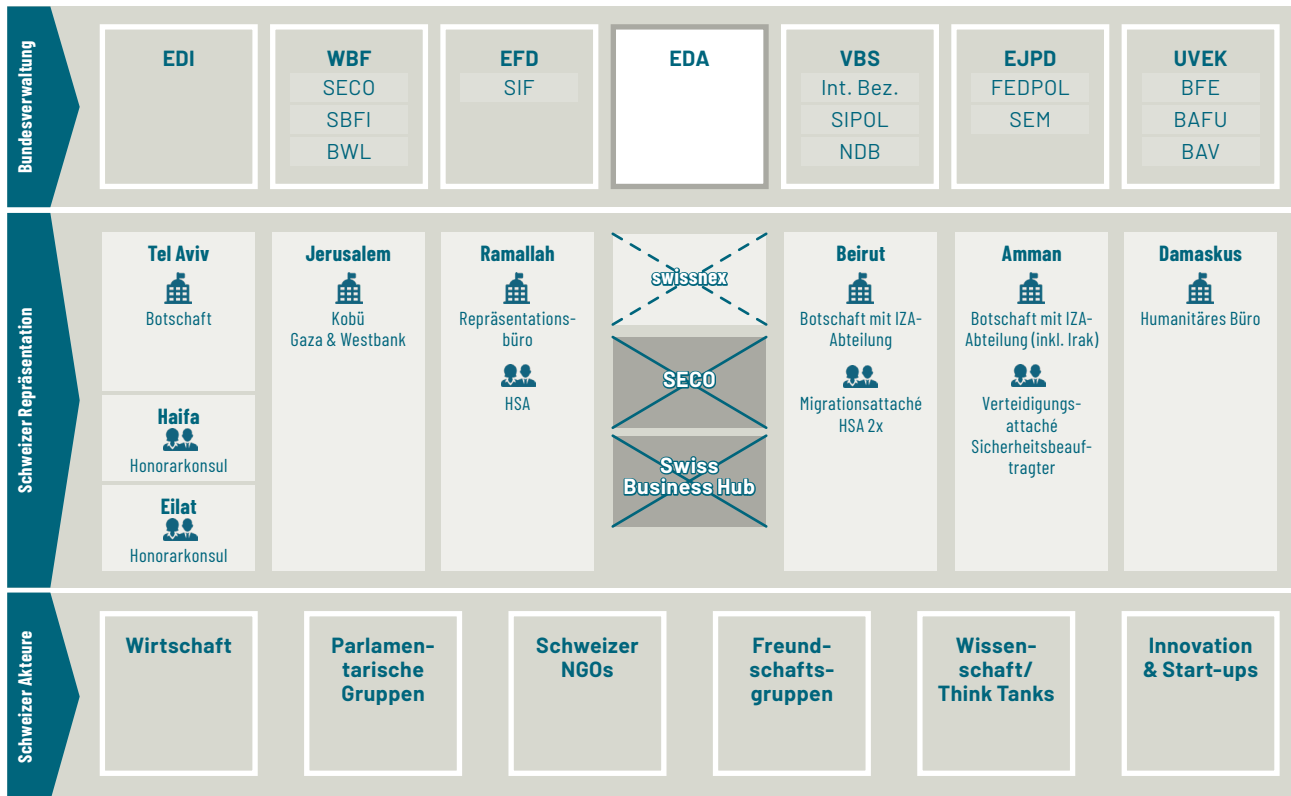 Bundesverwaltung
EDI
WBF
SECO
SBFI
BWL
EFD
SIF
EDA
VBS
Int. Bez.
SIPOL
NDB
EJPD
FEDPOL
SEM
UVEK
BFE
BAFU
BAV
Schweizer Repräsentation
Tel Aviv
Botschaft
Haifa
Honorarkonsul
Eilat
Honorarkonsul
Jerusalem
Kobü
Gaza & Westbank
Ramallah
Repräsentations-
büro
HSA
swissnex
SECO
Swiss
Business Hub
Beirut
Botschaft mit IZA-
Abteilung
Migrationsattaché
HSA 2x
Amman
Botschaft mit IZA-
Abteilung (inkl. Irak)
Verteidigungs-
attaché
Sicherheitsbeauf-
tragter
Damaskus
Humanitäres Büro
Schweizer Akteure
Wirtschaft
Parlamen-
tarische
Gruppen
Schweizer
NGOs
Freund-
schafts-
gruppen
Wissen-
schaft/
Think Tanks
Innovation
& Start-ups